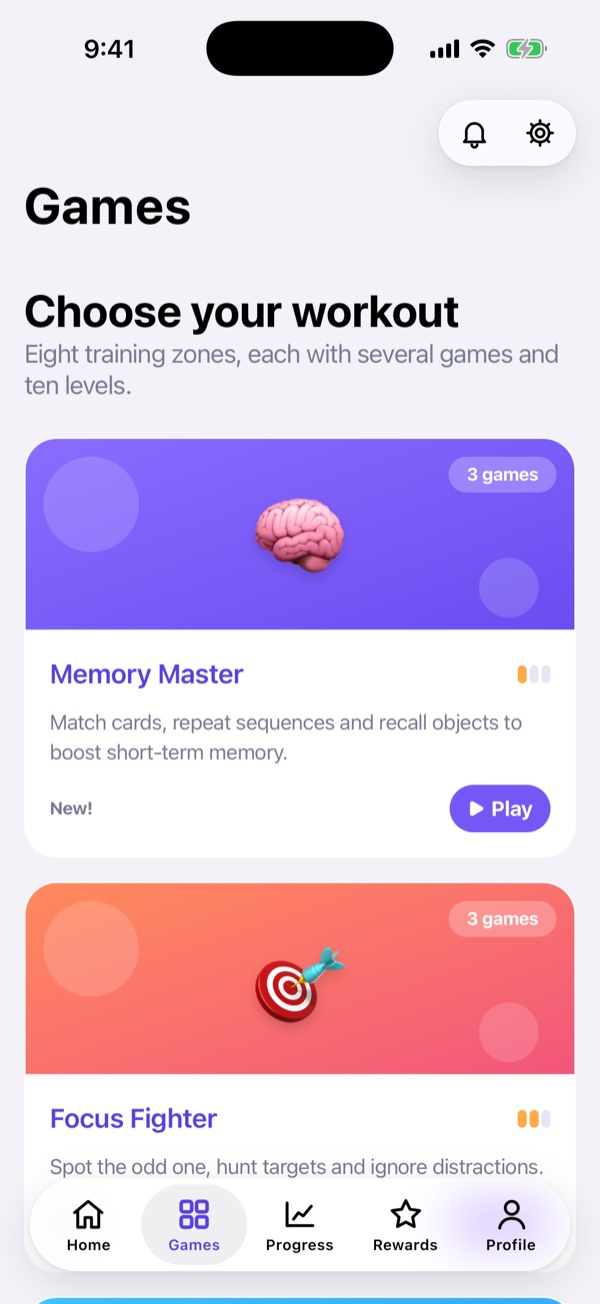 9:41
Games
Choose your workout
Eight training zones, each with several games and
ten levels.
3 games
Memory Master
Match cards, repeat sequences and recall objects to
boost short-term memory.
New!
Play
3 games
Focus Fighter
Spot the odd one, hunt targets and ignore distractions.
Home
Games
Progress
Rewards
Profile